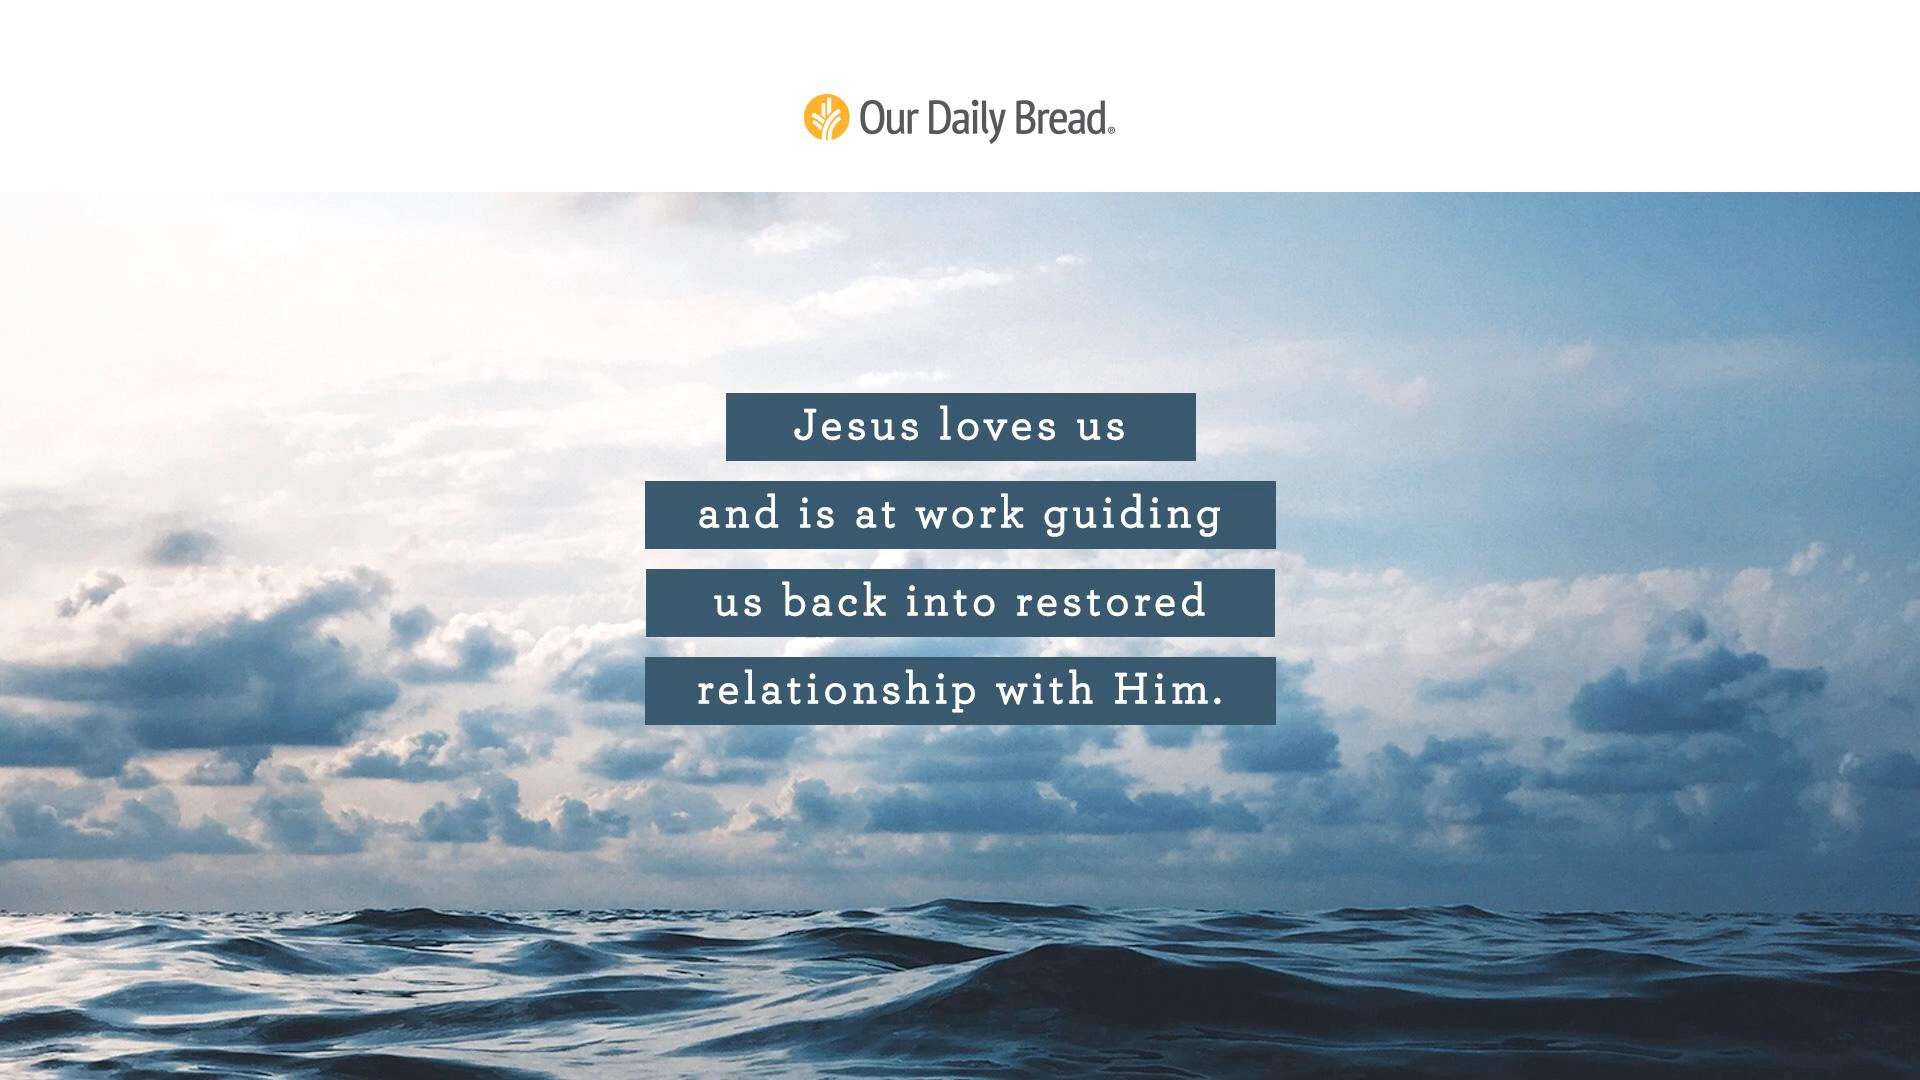 Our Daily Bread®
Jesus loves us
and is at work guiding
us back into restored
relationship with Him.